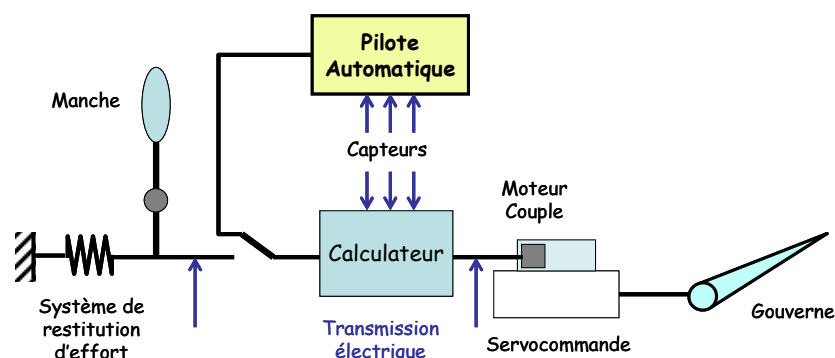 Pilote
Automatique
Manche
Capteurs
Moteur
Couple
Calculateur
Système de
restitution
d'effort
Transmission
électrique
Servocommande
Gouverne